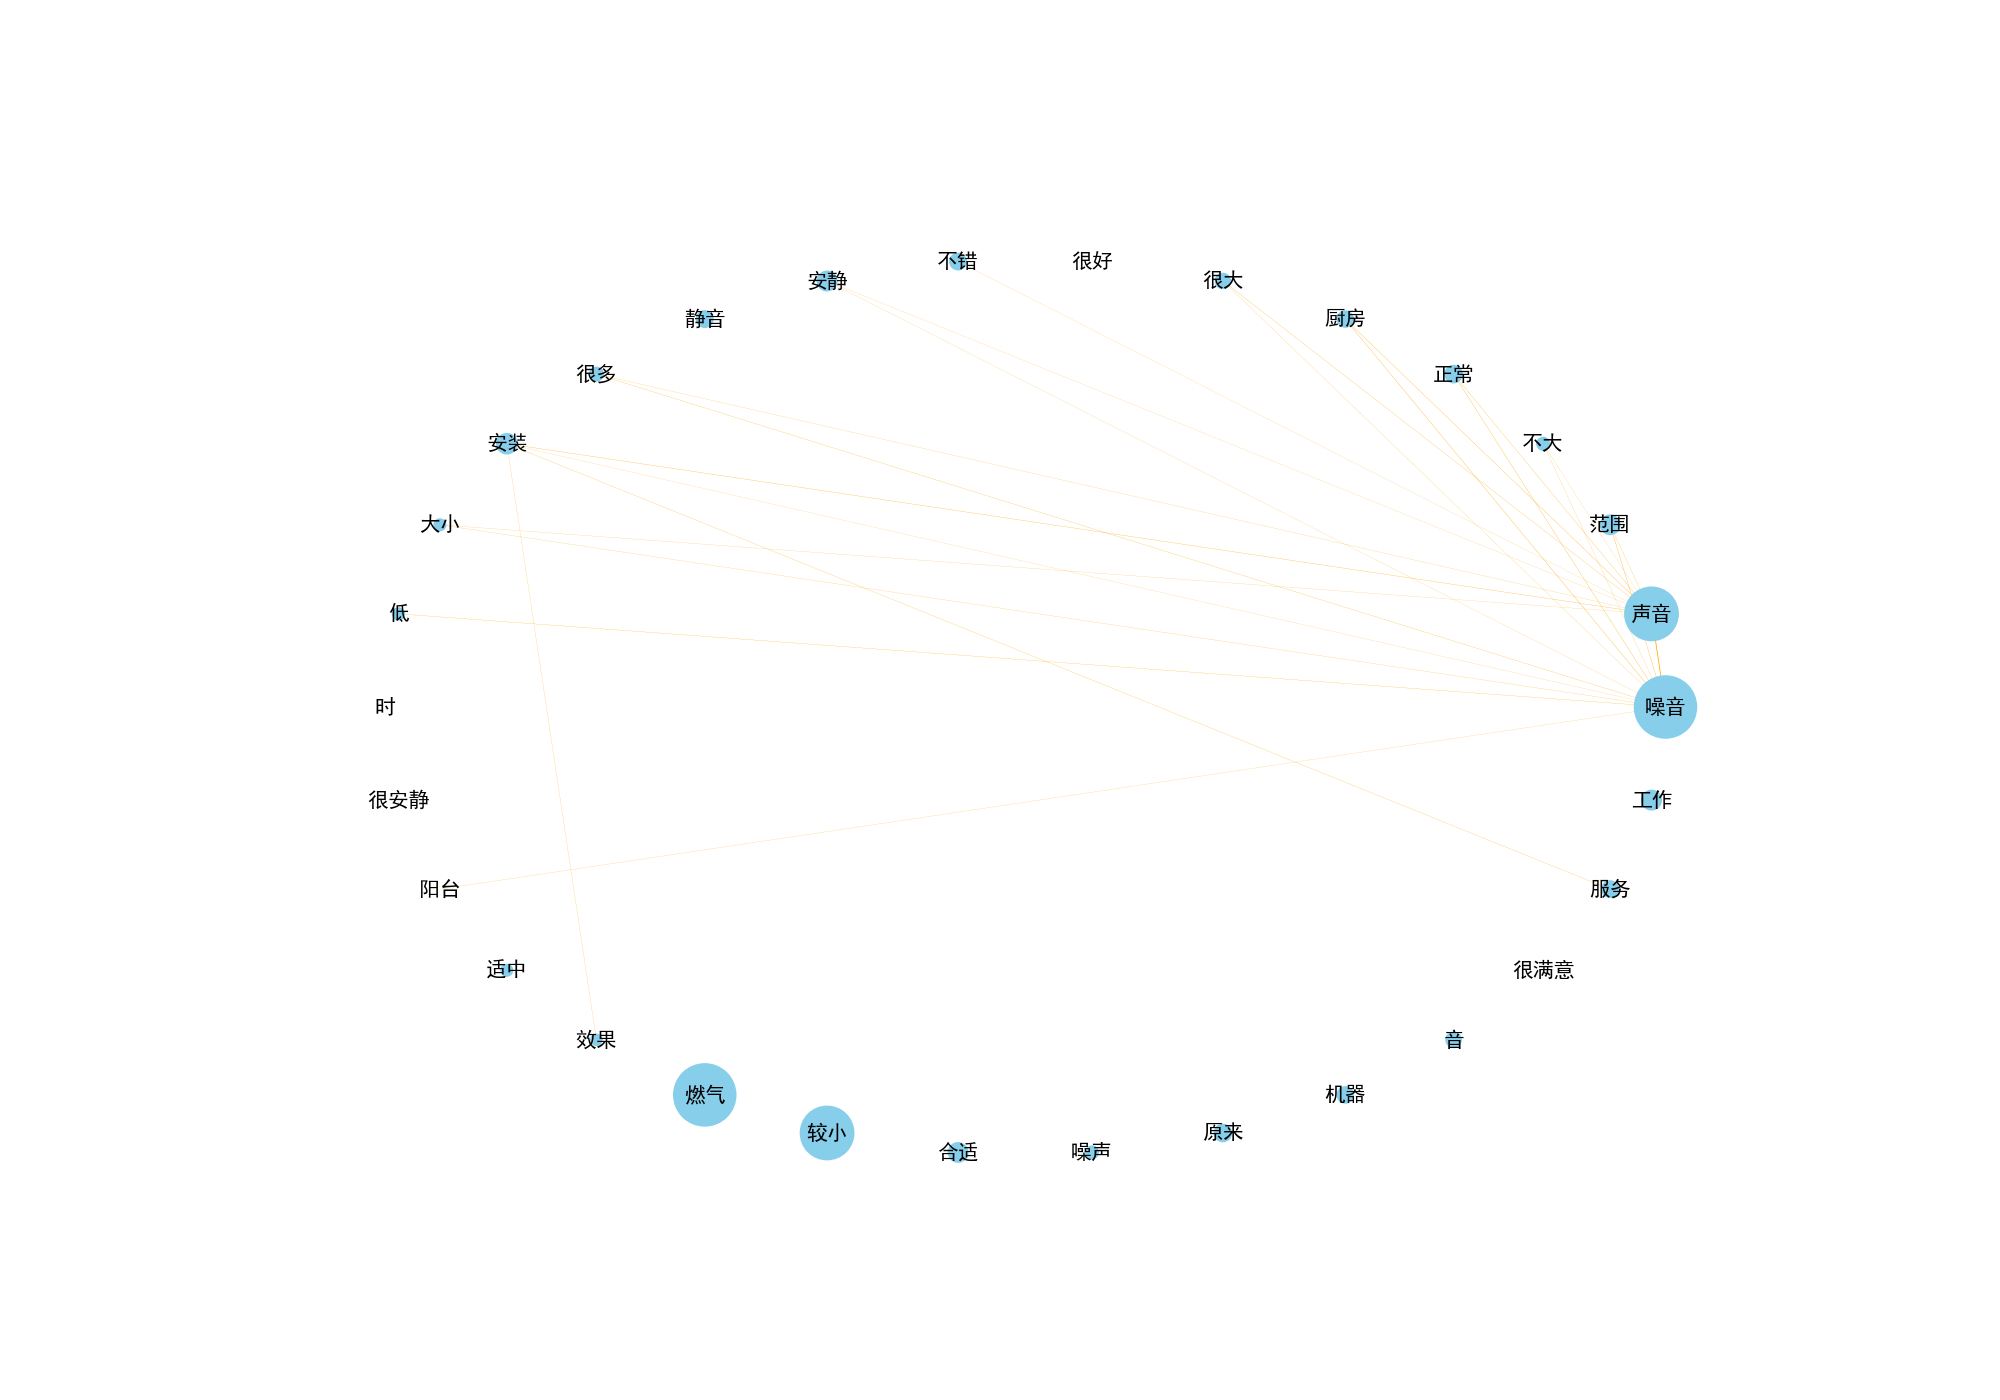 不错
很好
安静
很大
静音
厨房
很多
正常
安装
不大
大小
范围
低
声音
时
噪音
很安静
工作
阳台
服务
适中
很满意
效果
音
燃气
机器
较小
原来
合适
噪声